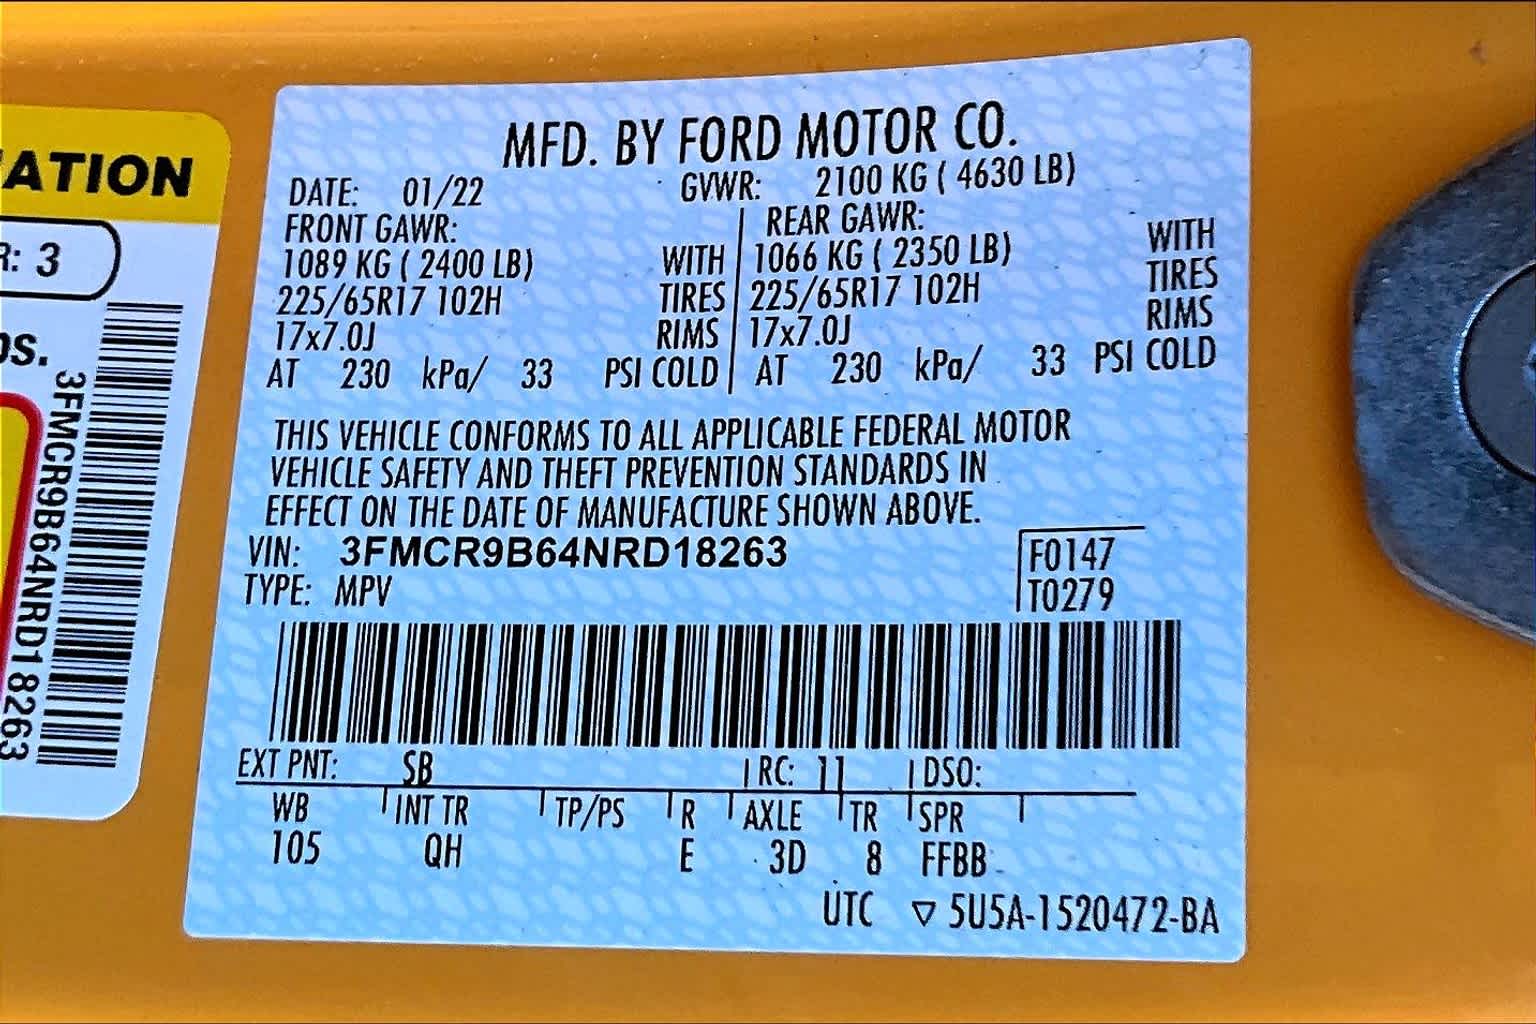 ATION
R: 3
os.
3FMCR9B64NRD18263
MFD. BY FORD MOTOR CO.
DATE: 01/22 GVWR: 2100 KG ( 4630 LB)
FRONT GAWR: REAR GAWR:
1089 KG ( 2400 LB) WITH 1066 KG ( 2350 LB) WITH
225/65R17 102H TIRES 225/65R17 102H TIRES
17x7.0J RIMS 17x7.0J RIMS
AT 230 kPa/ 33 PSI COLD AT 230 kPa/ 33 PSI COLD
THIS VEHICLE CONFORMS TO ALL APPLICABLE FEDERAL MOTOR
VEHICLE SAFETY AND THEFT PREVENTION STANDARDS IN
EFFECT ON THE DATE OF MANUFACTURE SHOWN ABOVE.
VIN: 3FMCR9B64NRD18263 F0147
TYPE: MPV T0279
EXT PNT: SB RC: 11 DSO:
WB INT TR TP/PS R AXLE TR SPR
105 QH E 3D 8 FFBB
UTC ▽ 5U5A-1520472-BA